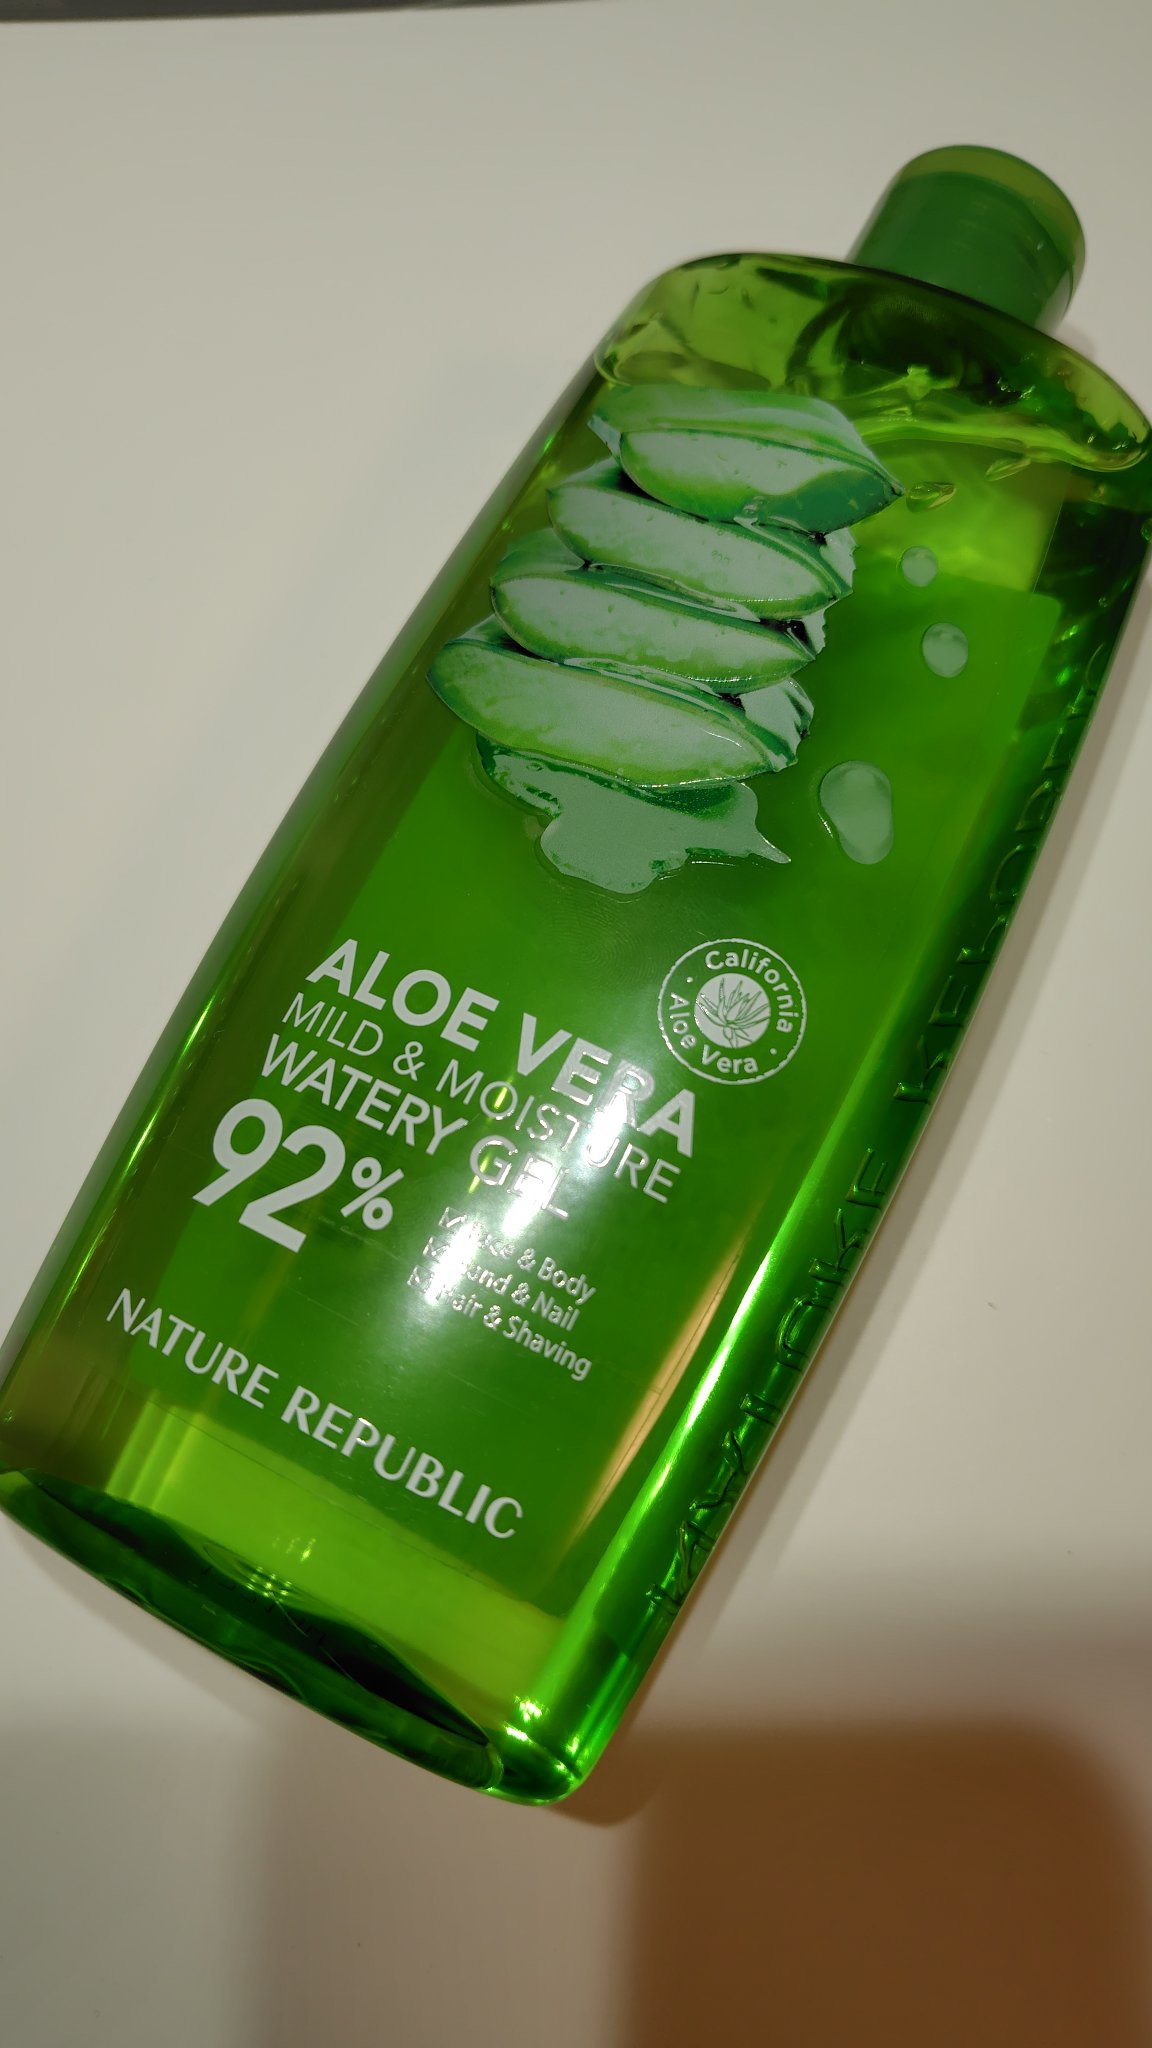 California
Aloe Vera
ALOE VERA
MILD & MOISTURE
WATERY GEL
92%
Face & Body
Hand & Nail
Hair & Shaving
NATURE REPUBLIC